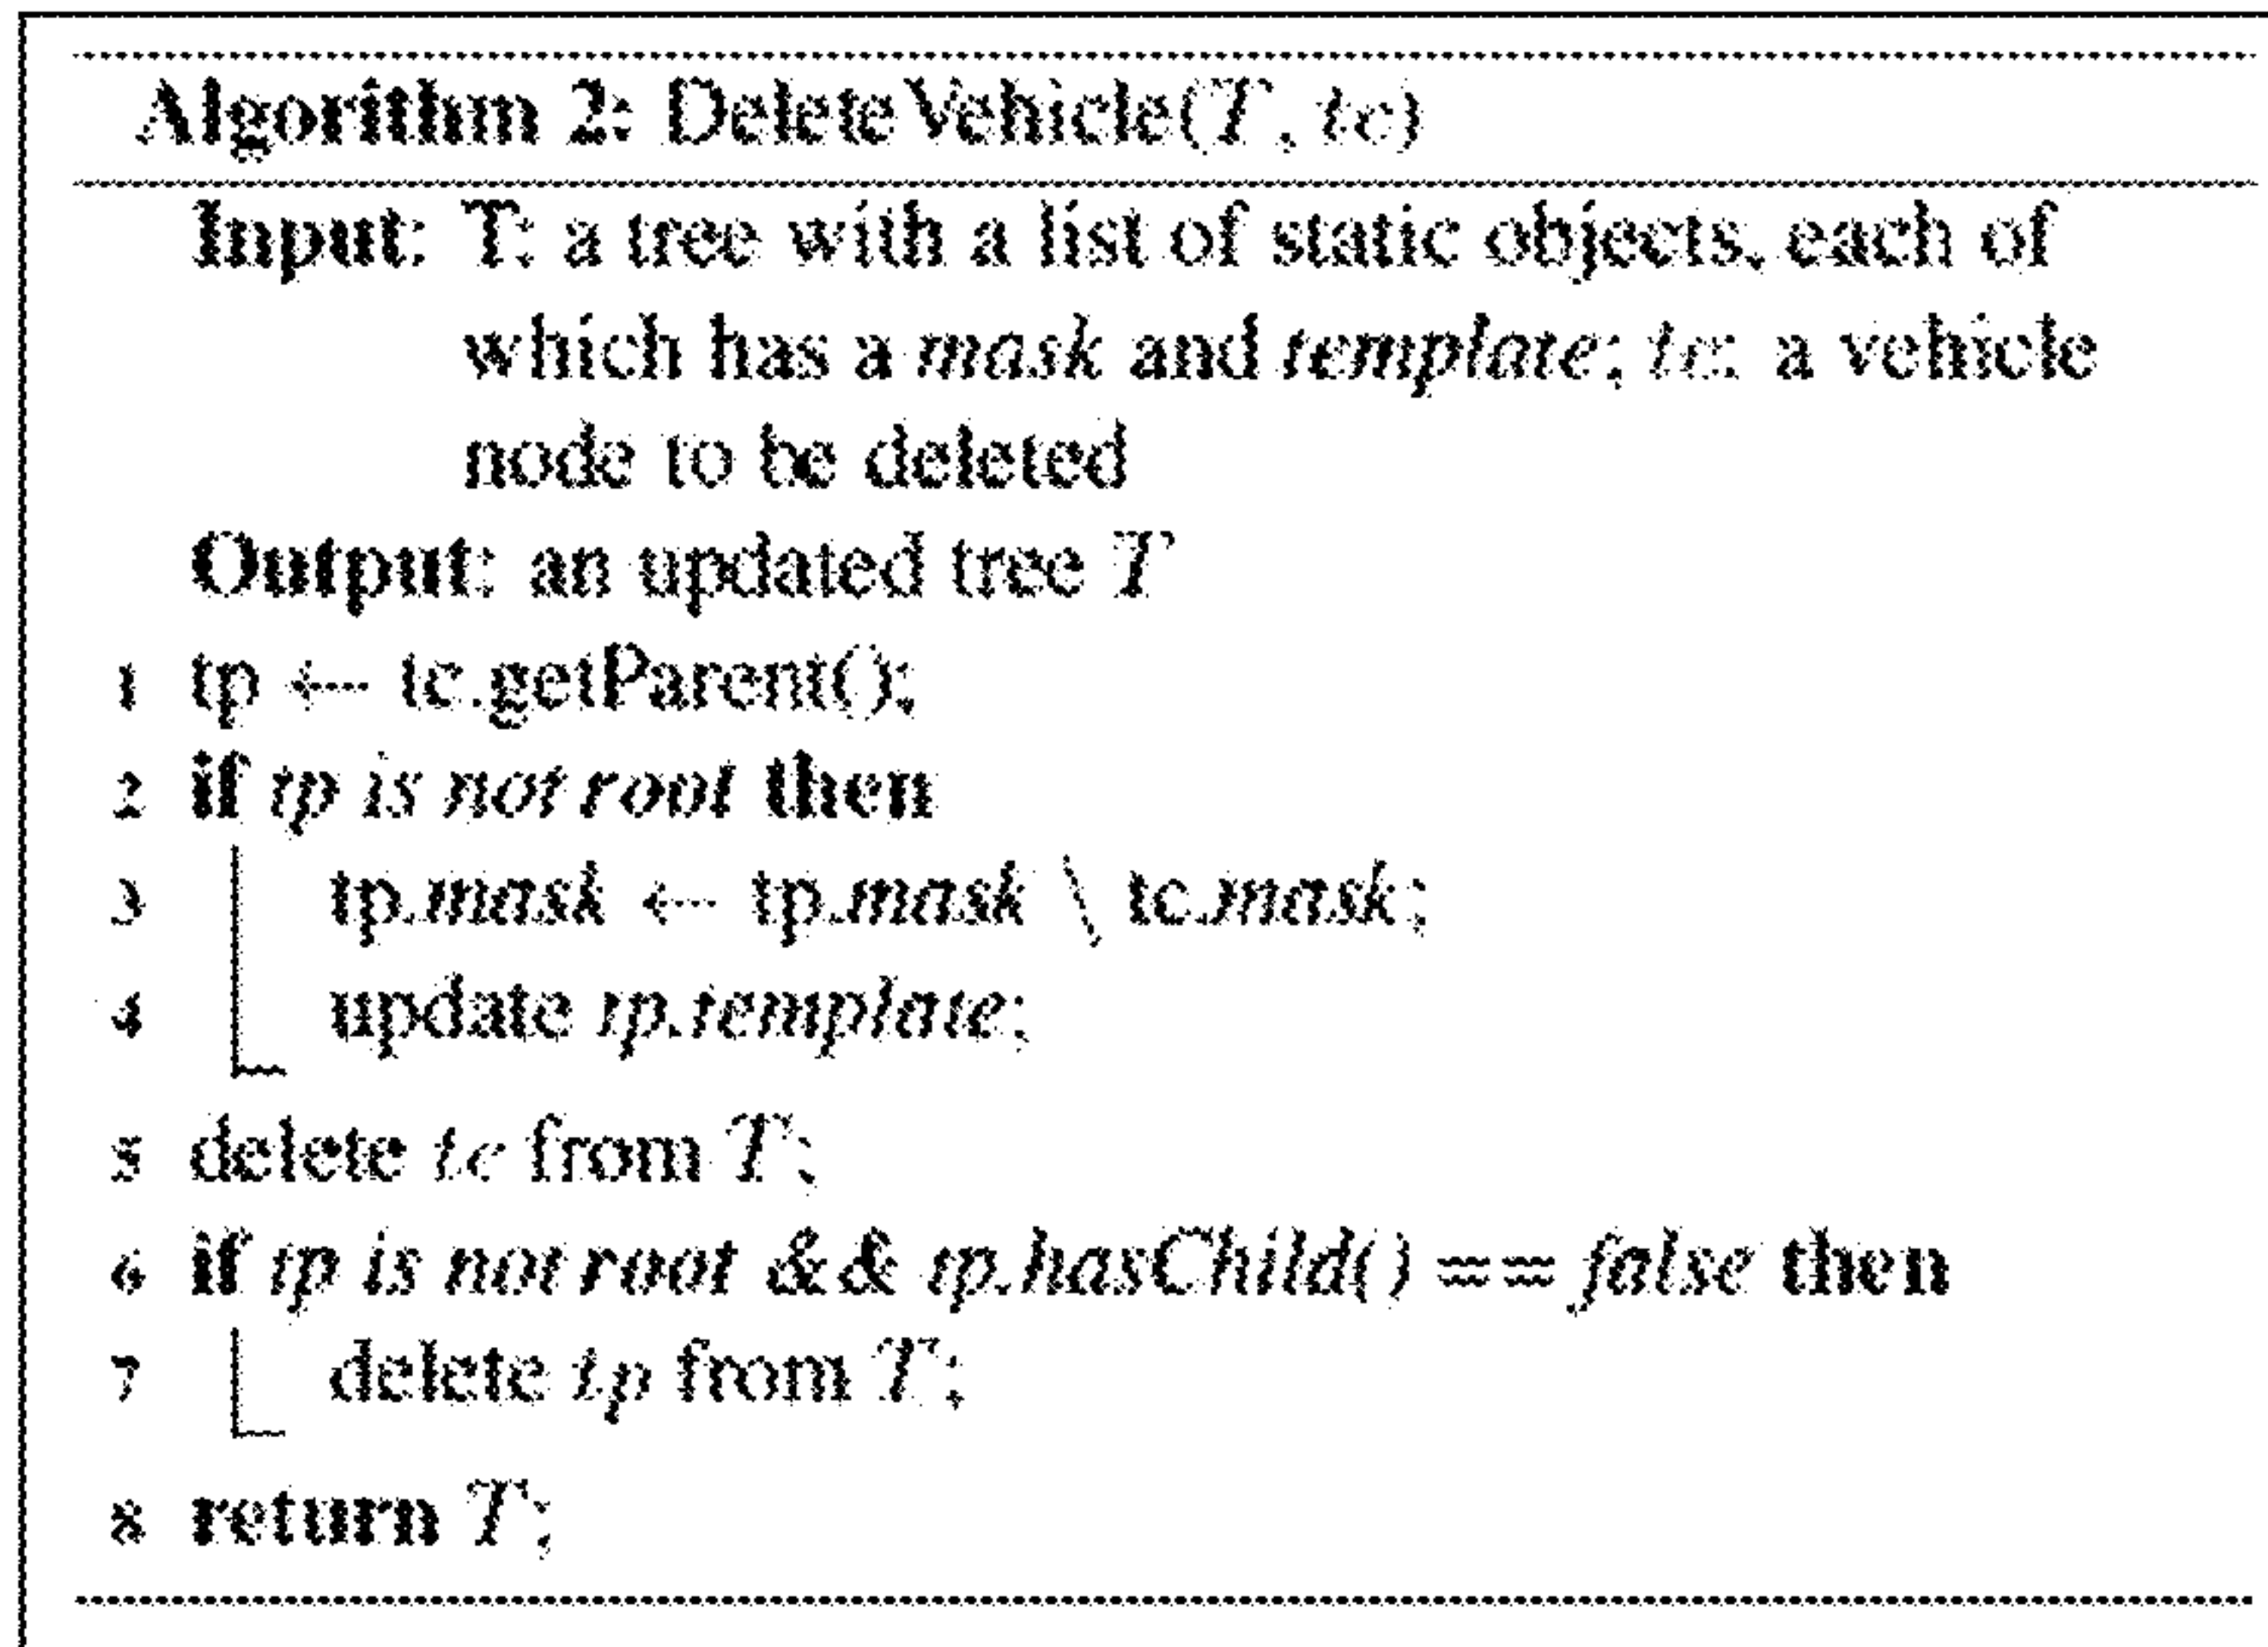 Algorithm 2: DeleteVehicle(T, tc)
Input: T: a tree with a list of static objects, each of
which has a mask and template; tc: a vehicle
node to be deleted
Output: an updated tree T
1 tp ← tc.getParent();
2 if tp is not root then
3 tp.mask ← tp.mask \ tc.mask;
4 update tp.template;
5 delete tc from T;
6 if tp is not root && tp.hasChild() == false then
7 delete tp from T;
8 return T;